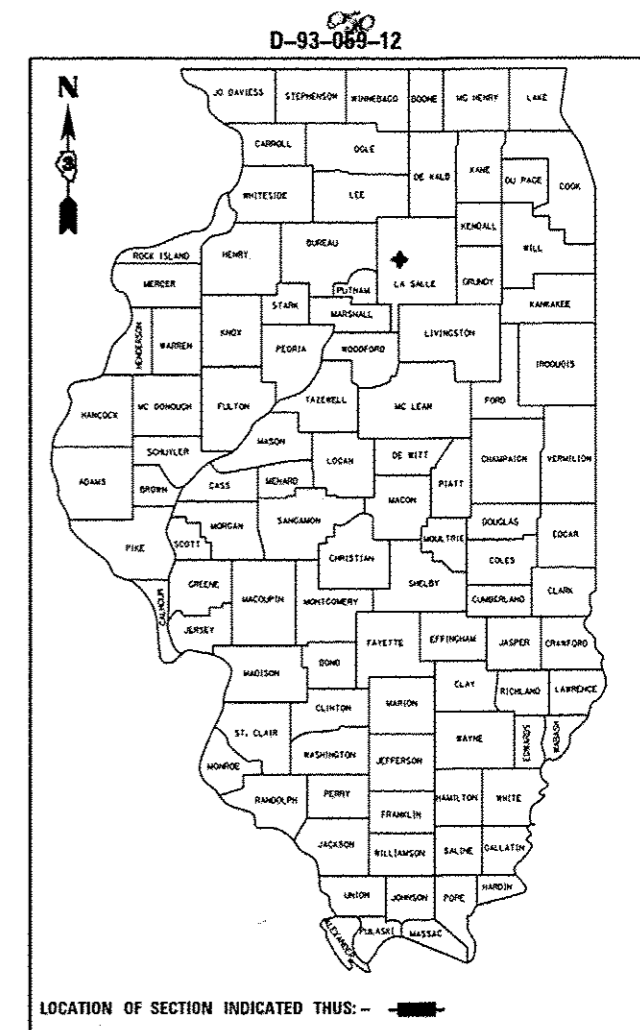 D-93-059-12
N
JO DAVIESS STEPHENSON WINNEBAGO BOONE MC HENRY LAKE
CARROLL OGLE
DE KALB KANE DU PAGE COOK
WHITESIDE LEE
KENDALL
ROCK ISLAND HENRY BUREAU WILL
LA SALLE GRUNDY
MERCER PUTNAM
STARK MARSHALL KANKAKEE
HENDERSON WARREN KNOX LIVINGSTON
PEORIA WOODFORD IROQUOIS
HANCOCK MC DONOUGH FULTON TAZEWELL MC LEAN FORD
MASON
SCHUYLER LOGAN DE WITT CHAMPAIGN VERMILION
ADAMS BROWN CASS MENARD PIATT
MACON
MORGAN SANGAMON DOUGLAS
PIKE SCOTT MOULTRIE EDGAR
CHRISTIAN COLES
GREENE SHELBY
CALHOUN MACOUPIN MONTGOMERY CUMBERLAND CLARK
JERSEY
FAYETTE EFFINGHAM JASPER CRAWFORD
MADISON BOND
CLAY RICHLAND LAWRENCE
CLINTON MARION
ST. CLAIR WAYNE EDWARDS WABASH
WASHINGTON JEFFERSON
MONROE
RANDOLPH PERRY HAMILTON WHITE
FRANKLIN
JACKSON WILLIAMSON SALINE GALLATIN
UNION JOHNSON POPE HARDIN
ALEXANDER PULASKI MASSAC
LOCATION OF SECTION INDICATED THUS: -